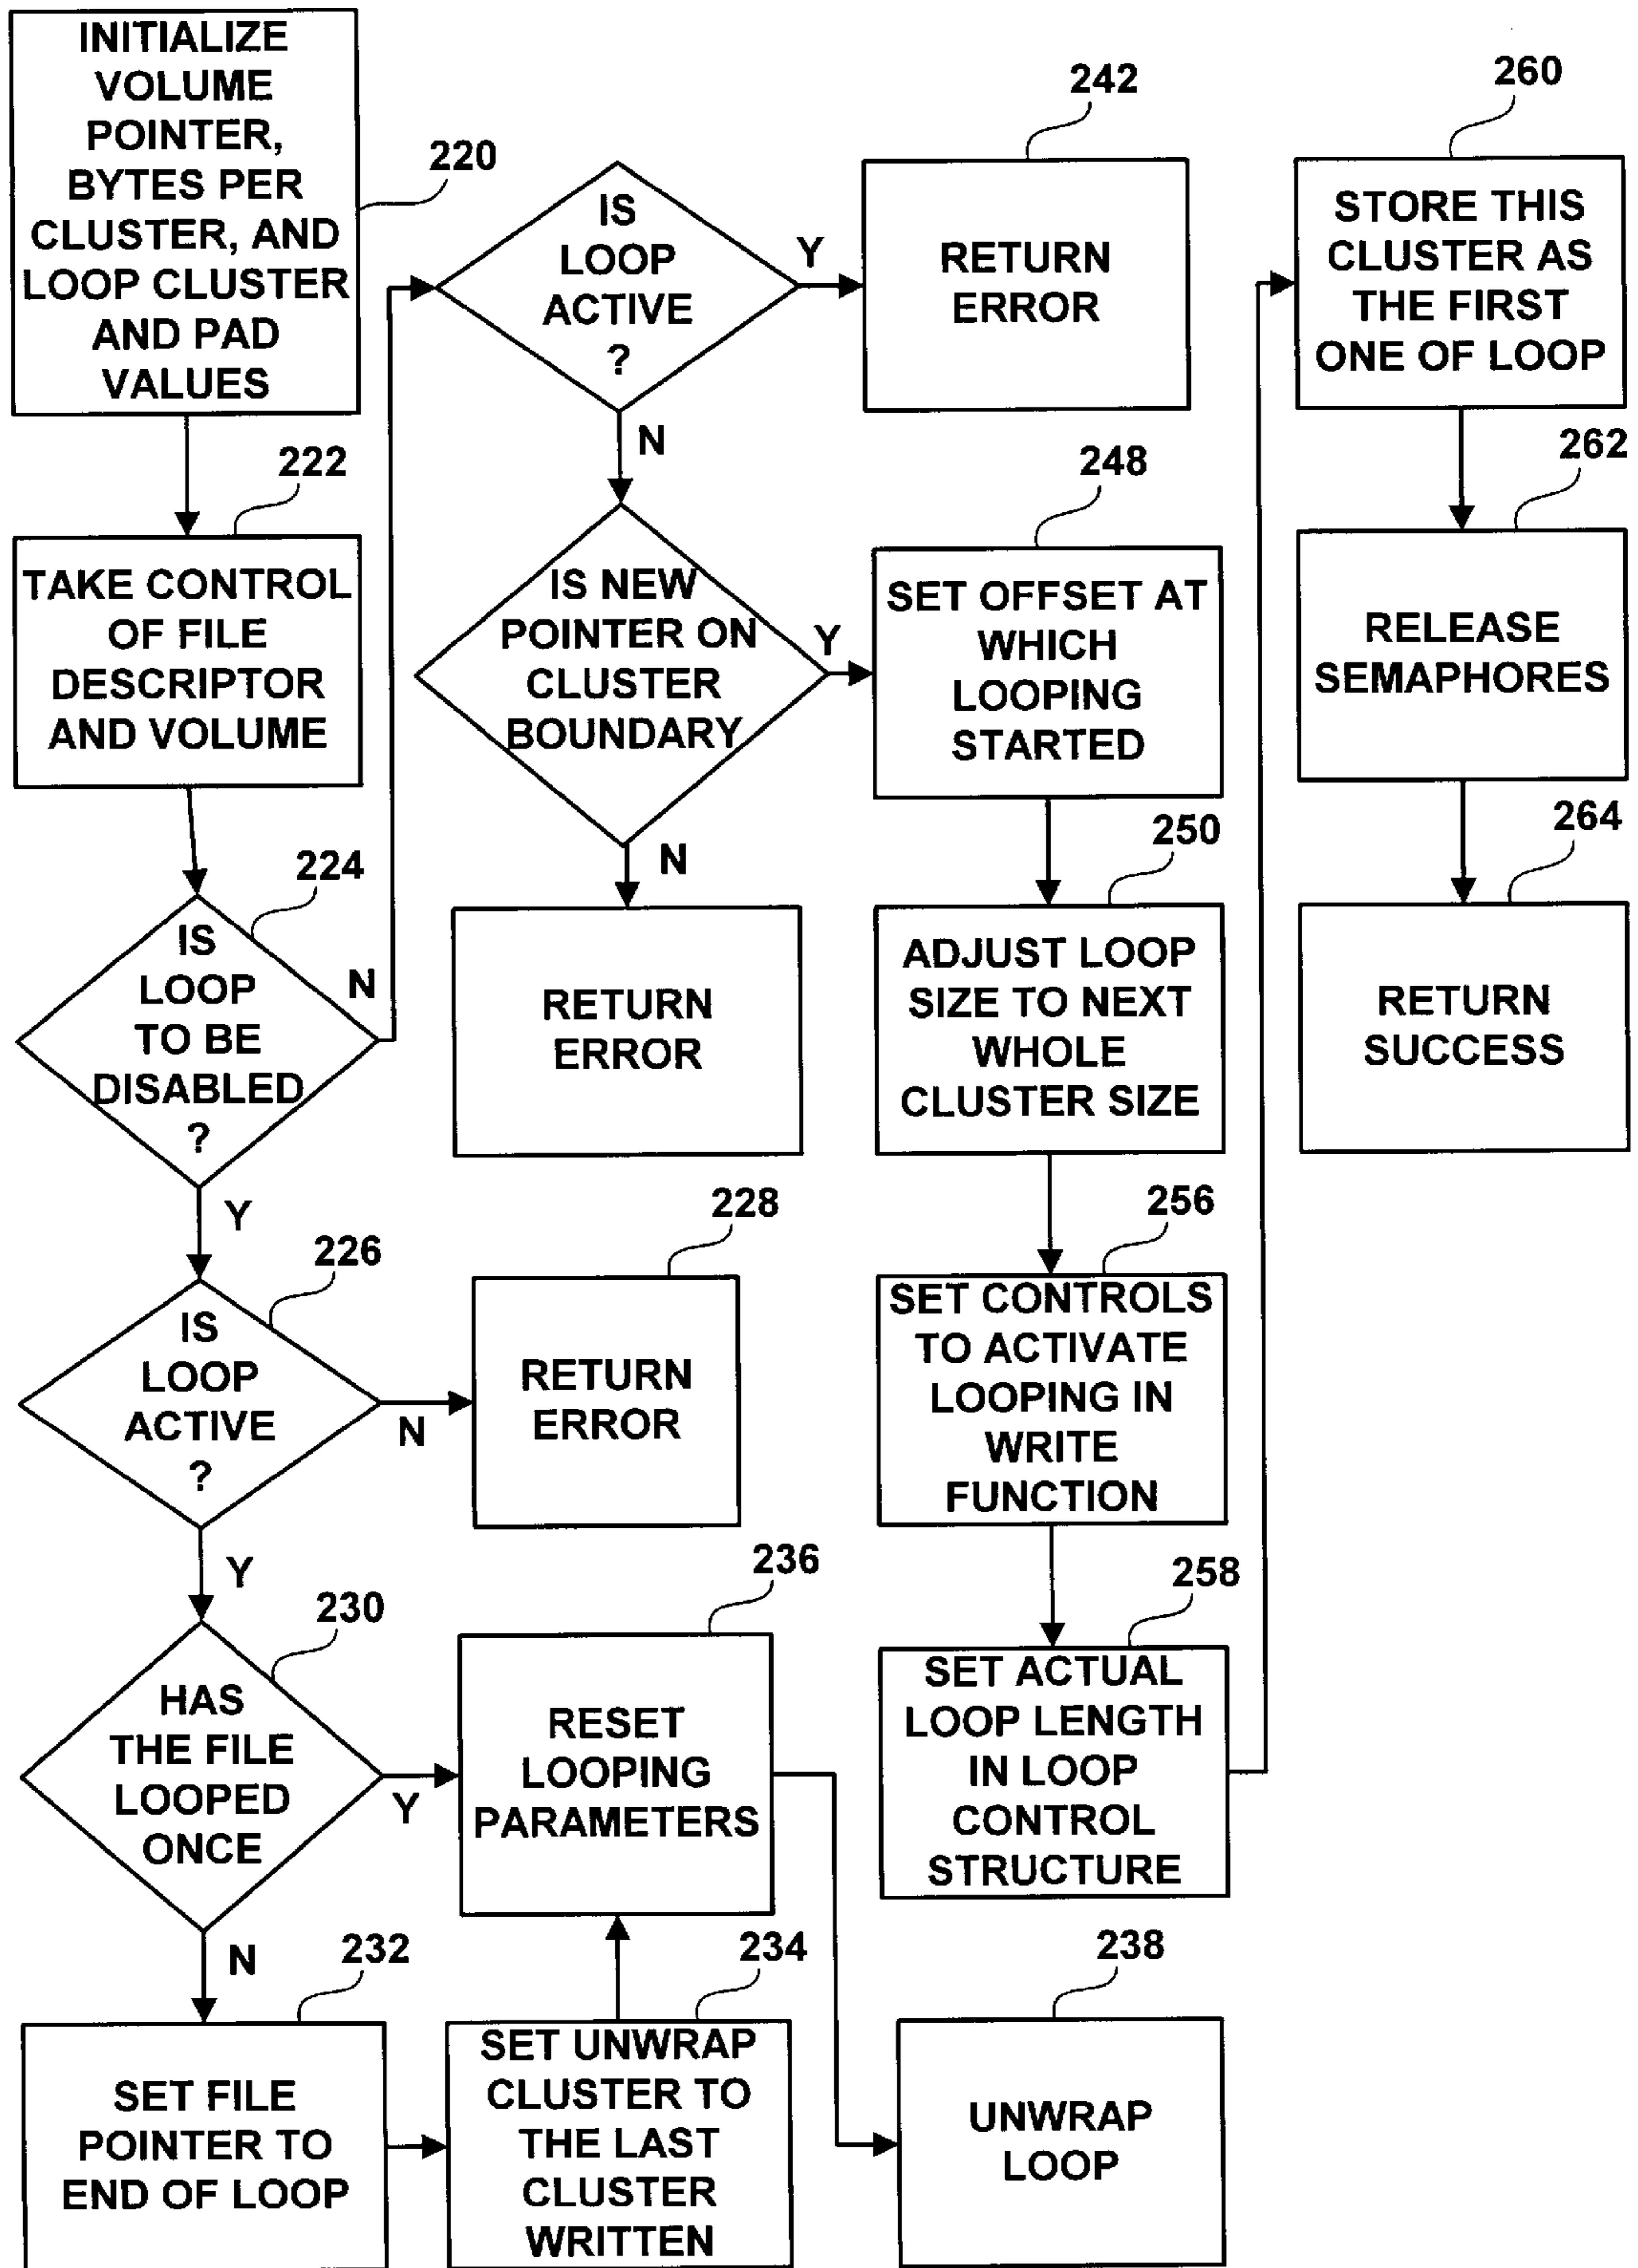 INITIALIZE
VOLUME
POINTER,
BYTES PER
CLUSTER, AND
LOOP CLUSTER
AND PAD
VALUES
220
222
TAKE CONTROL
OF FILE
DESCRIPTOR
AND VOLUME
224
IS
LOOP
TO BE
DISABLED
?
N
Y
226
IS
LOOP
ACTIVE
?
N
228
RETURN
ERROR
Y
230
HAS
THE FILE
LOOPED
ONCE
Y
N
232
SET FILE
POINTER TO
END OF LOOP
234
SET UNWRAP
CLUSTER TO
THE LAST
CLUSTER
WRITTEN
236
RESET
LOOPING
PARAMETERS
238
UNWRAP
LOOP
IS
LOOP
ACTIVE
?
Y
242
RETURN
ERROR
N
IS NEW
POINTER ON
CLUSTER
BOUNDARY
Y
N
RETURN
ERROR
248
SET OFFSET AT
WHICH
LOOPING
STARTED
250
ADJUST LOOP
SIZE TO NEXT
WHOLE
CLUSTER SIZE
256
SET CONTROLS
TO ACTIVATE
LOOPING IN
WRITE
FUNCTION
258
SET ACTUAL
LOOP LENGTH
IN LOOP
CONTROL
STRUCTURE
260
STORE THIS
CLUSTER AS
THE FIRST
ONE OF LOOP
262
RELEASE
SEMAPHORES
264
RETURN
SUCCESS